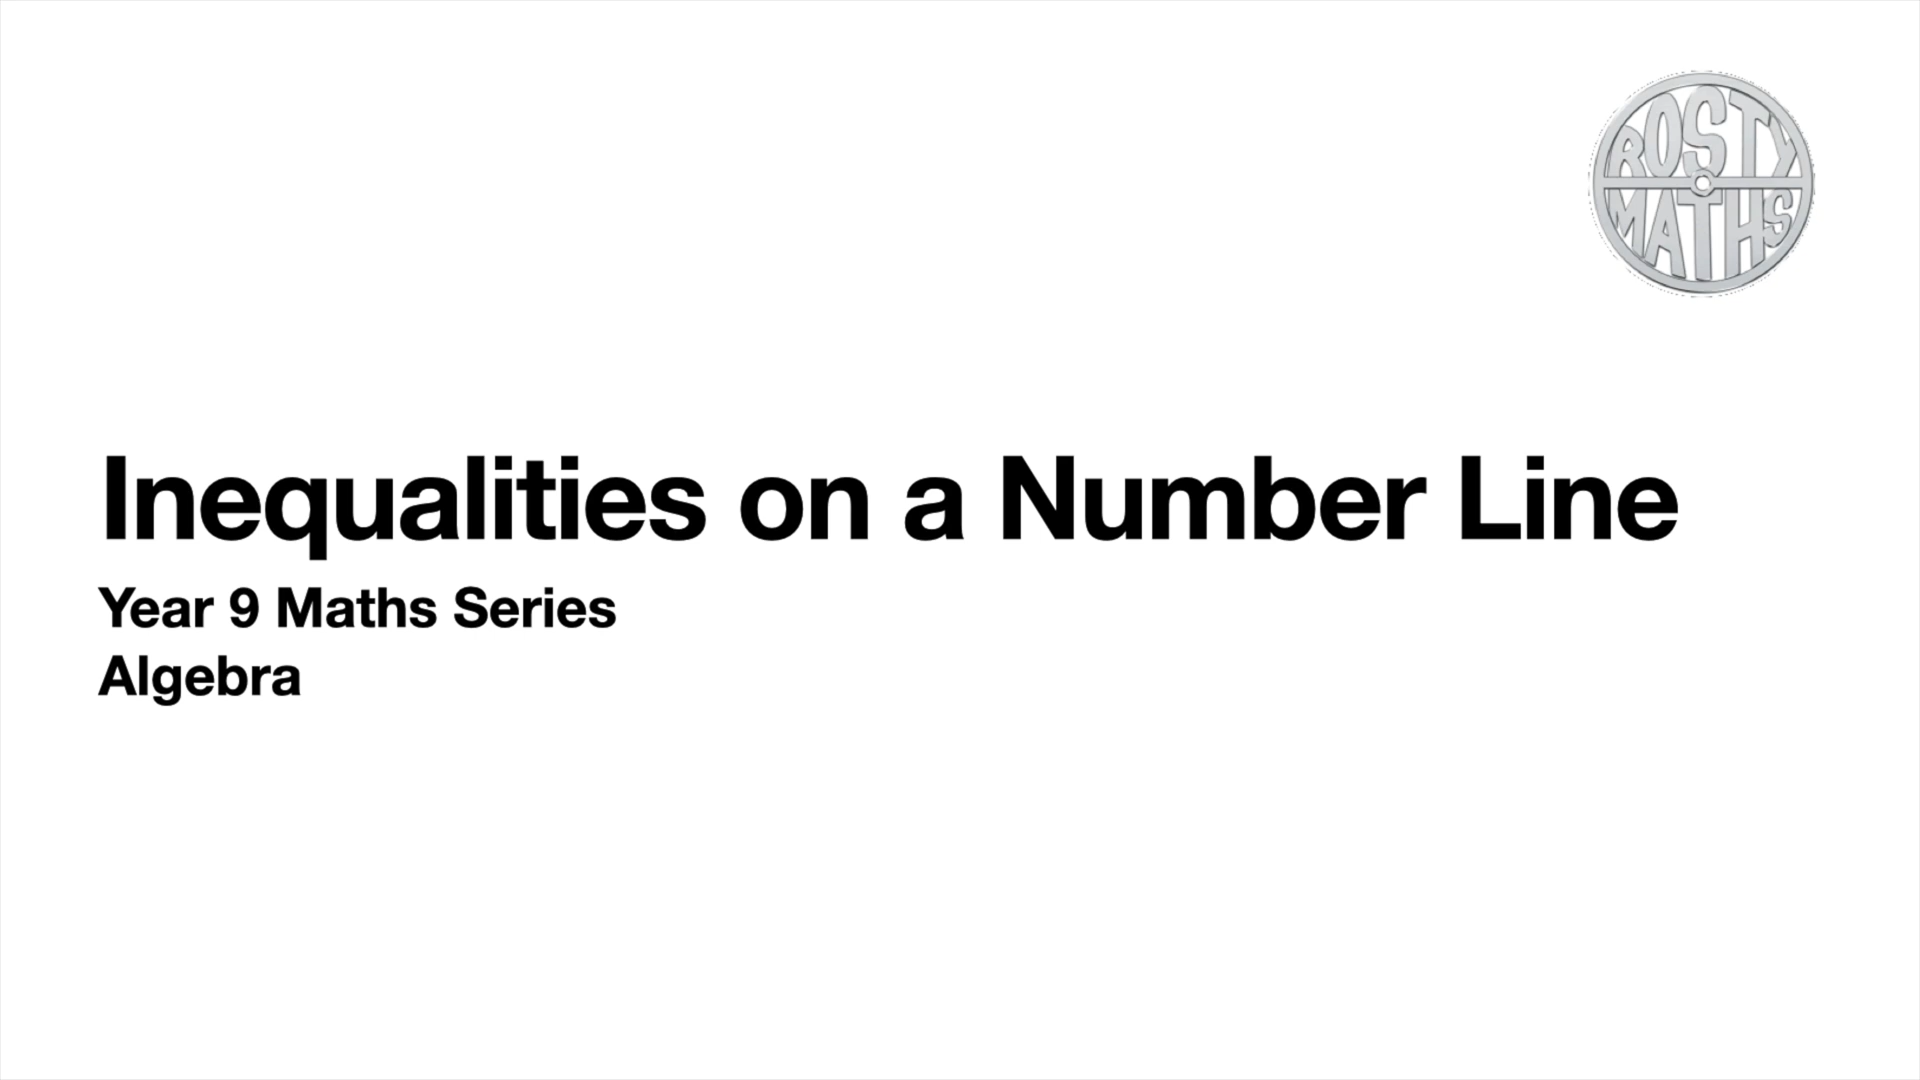 ROSTY
MATHS
Inequalities on a Number Line
Year 9 Maths Series
Algebra